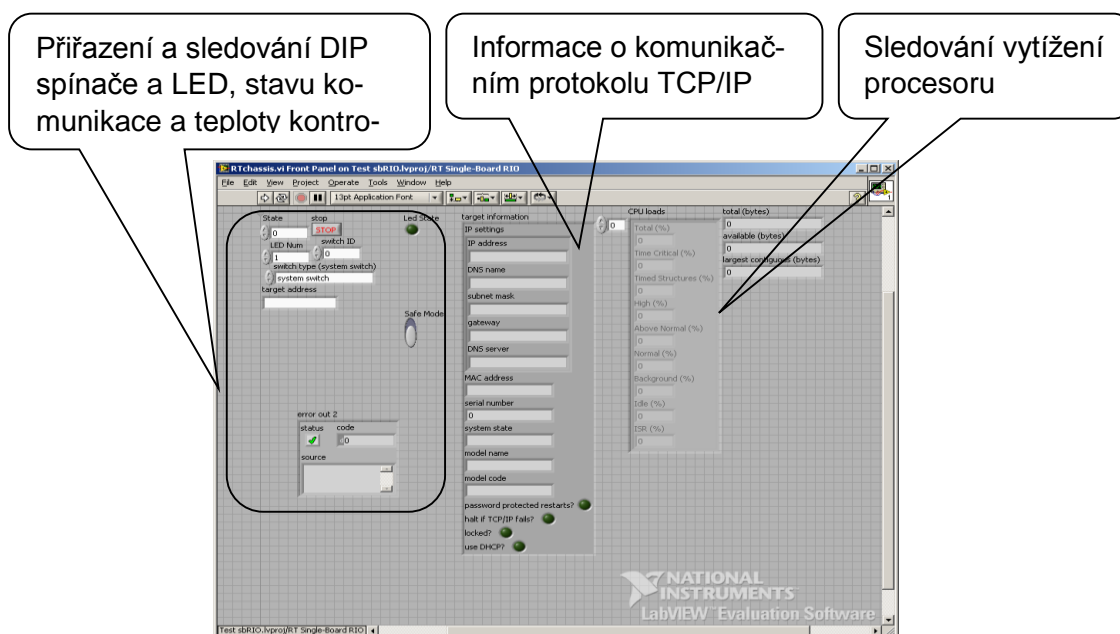 Přiřazení a sledování DIP
spínače a LED, stavu ko-
munikace a teploty kontro-
Informace o komunikač-
ním protokolu TCP/IP
Sledování vytížení
procesoru
RTchassis.vi Front Panel on Test sbRIO.lvproj/RT Single-Board RIO
File Edit View Project Operate Tools Window Help
13pt Application Font
1
State
0
stop
STOP
Led State
LED Num
1
switch ID
0
switch type (system switch)
system switch
target address
Safe Mode
error out 2
status
code
0
source
target information
IP settings
IP address
DNS name
subnet mask
gateway
DNS server
MAC address
serial number
0
system state
model name
model code
password protected restarts?
halt if TCP/IP fails?
locked?
use DHCP?
CPU loads
0
Total (%)
0
Time Critical (%)
0
Timed Structures (%)
0
High (%)
0
Above Normal (%)
0
Normal (%)
0
Background (%)
0
Idle (%)
0
ISR (%)
0
total (bytes)
0
available (bytes)
0
largest contiguous (bytes)
0
NATIONAL
INSTRUMENTS
LabVIEW™ Evaluation Software
Test sbRIO.lvproj/RT Single-Board RIO